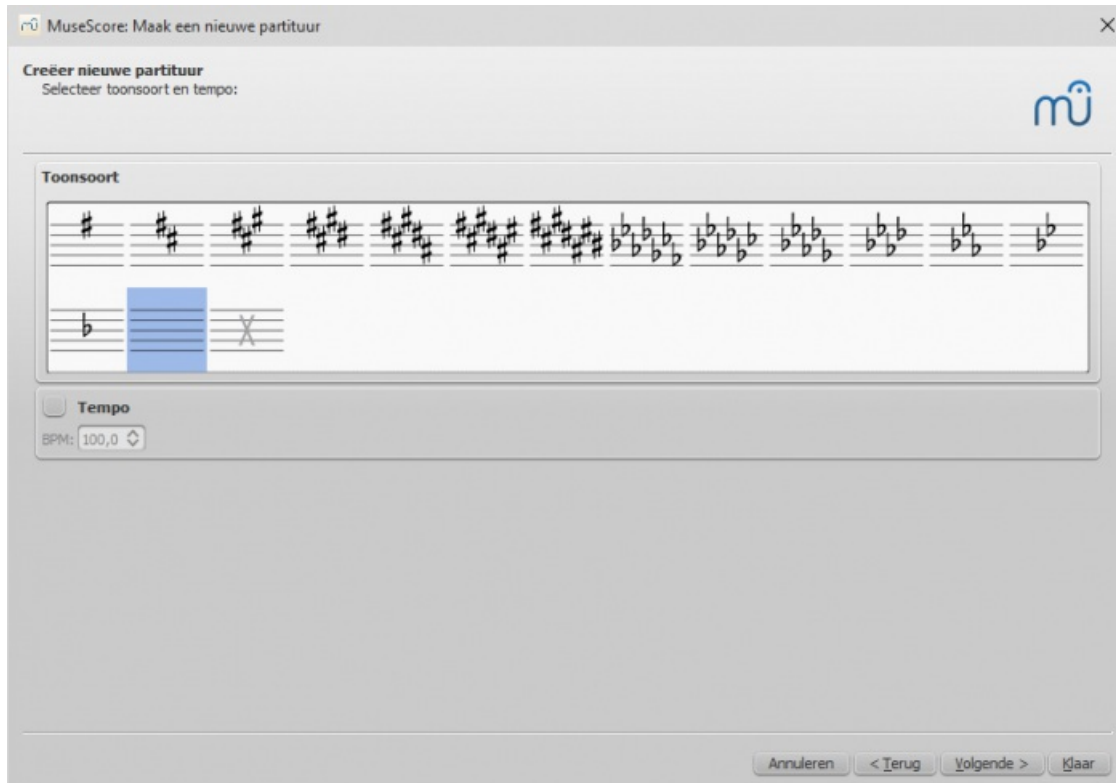 MuseScore: Maak een nieuwe partituur
Creëer nieuwe partituur
Selecteer toonsoort en tempo:
mû
Toonsoort
Tempo
BPM: 100,0
Annuleren < Terug Volgende > Klaar